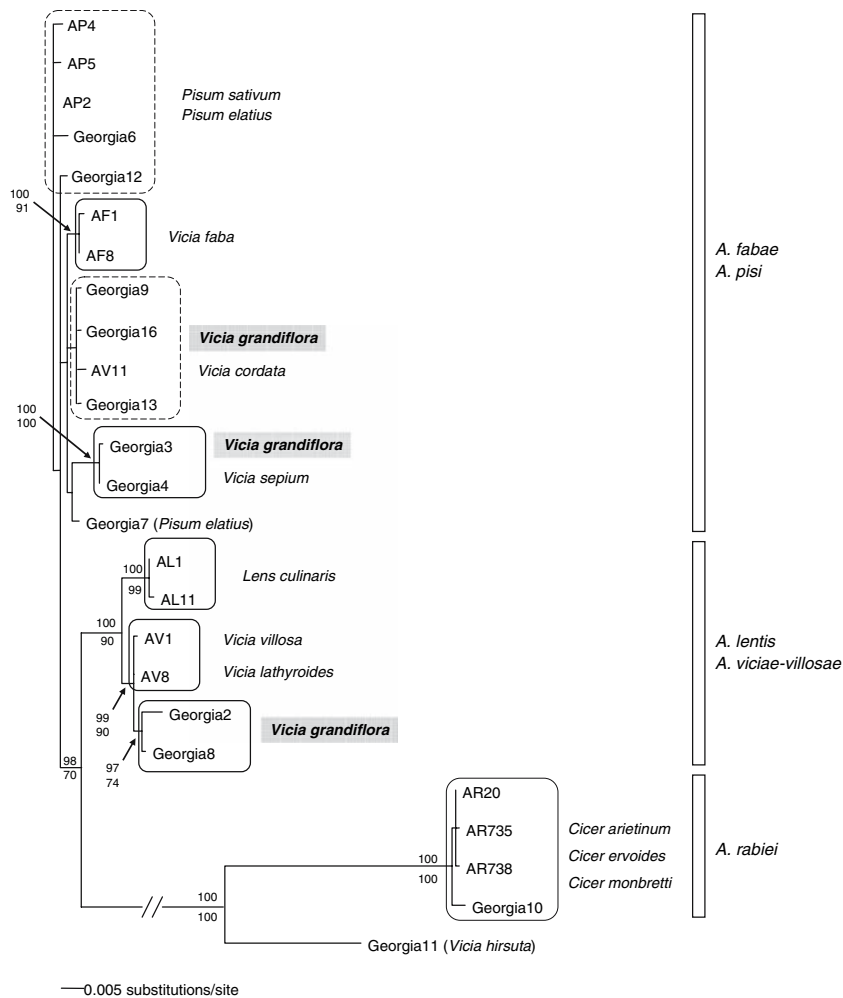 AP4
AP5
AP2
Pisum sativum
Pisum elatius
Georgia6
Georgia12
100
91
AF1
AF8
Vicia faba
A. fabae
A. pisi
Georgia9
Georgia16
Vicia grandiflora
AV11
Vicia cordata
Georgia13
100
100
Georgia3
Vicia grandiflora
Georgia4
Vicia sepium
Georgia7 (Pisum elatius)
100
99
AL1
AL11
Lens culinaris
100
90
AV1
Vicia villosa
AV8
Vicia lathyroides
A. lentis
A. viciae-villosae
99
90
Georgia2
Georgia8
Vicia grandiflora
97
74
98
70
AR20
AR735
Cicer arietinum
AR738
Cicer ervoides
Cicer monbretti
Georgia10
A. rabiei
100
100
100
100
Georgia11 (Vicia hirsuta)
0.005 substitutions/site